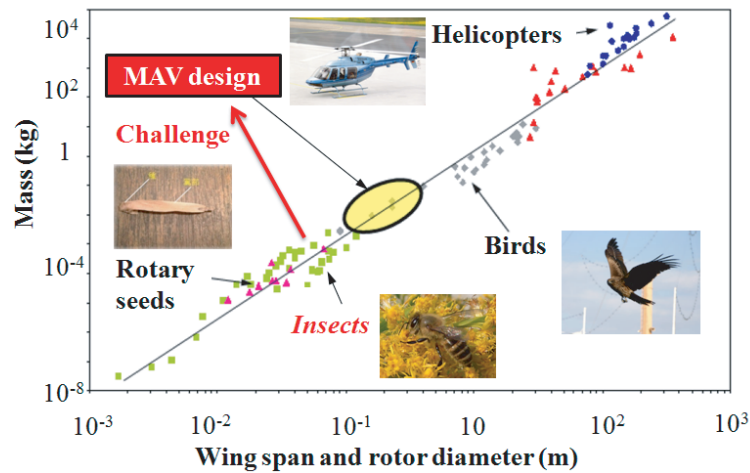 10⁴
Helicopters
MAV design
10²
Challenge
Mass (kg)
1
Birds
10⁻⁴
Rotary
seeds
Insects
10⁻⁸
10⁻³
10⁻²
10⁻¹
10
10²
10³
Wing span and rotor diameter (m)